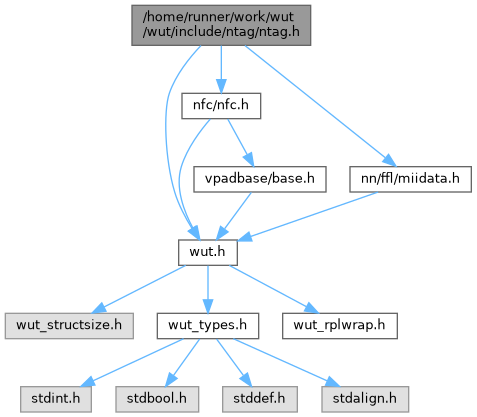 /home/runner/work/wut
/wut/include/ntag/ntag.h
nfc/nfc.h
vpadbase/base.h
nn/ffl/miidata.h
wut.h
wut_structsize.h
wut_types.h
wut_rplwrap.h
stdint.h
stdbool.h
stddef.h
stdalign.h